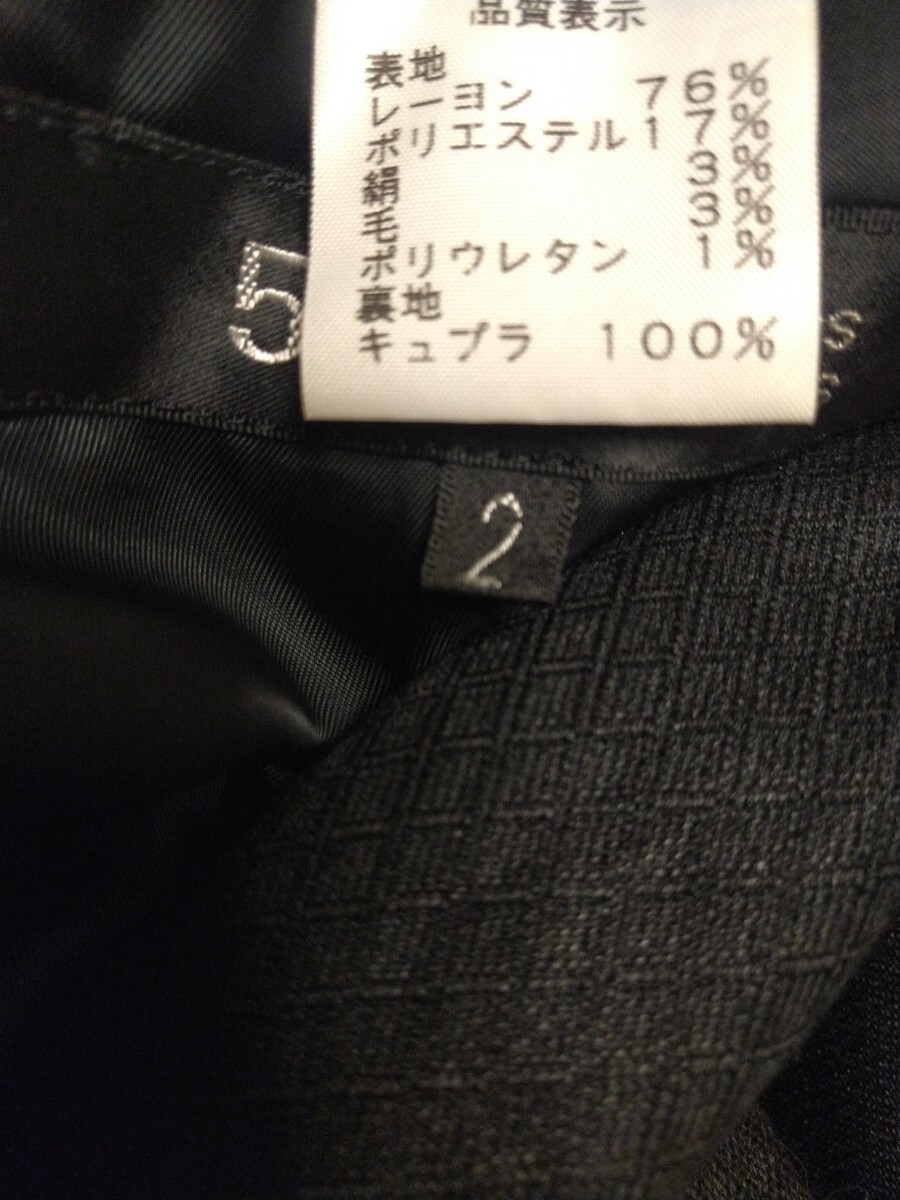 品質表示
表地
レーヨン 76%
ポリエステル17%
絹 3%
毛 3%
ポリウレタン 1%
裏地
キュプラ 100%
5
S
2